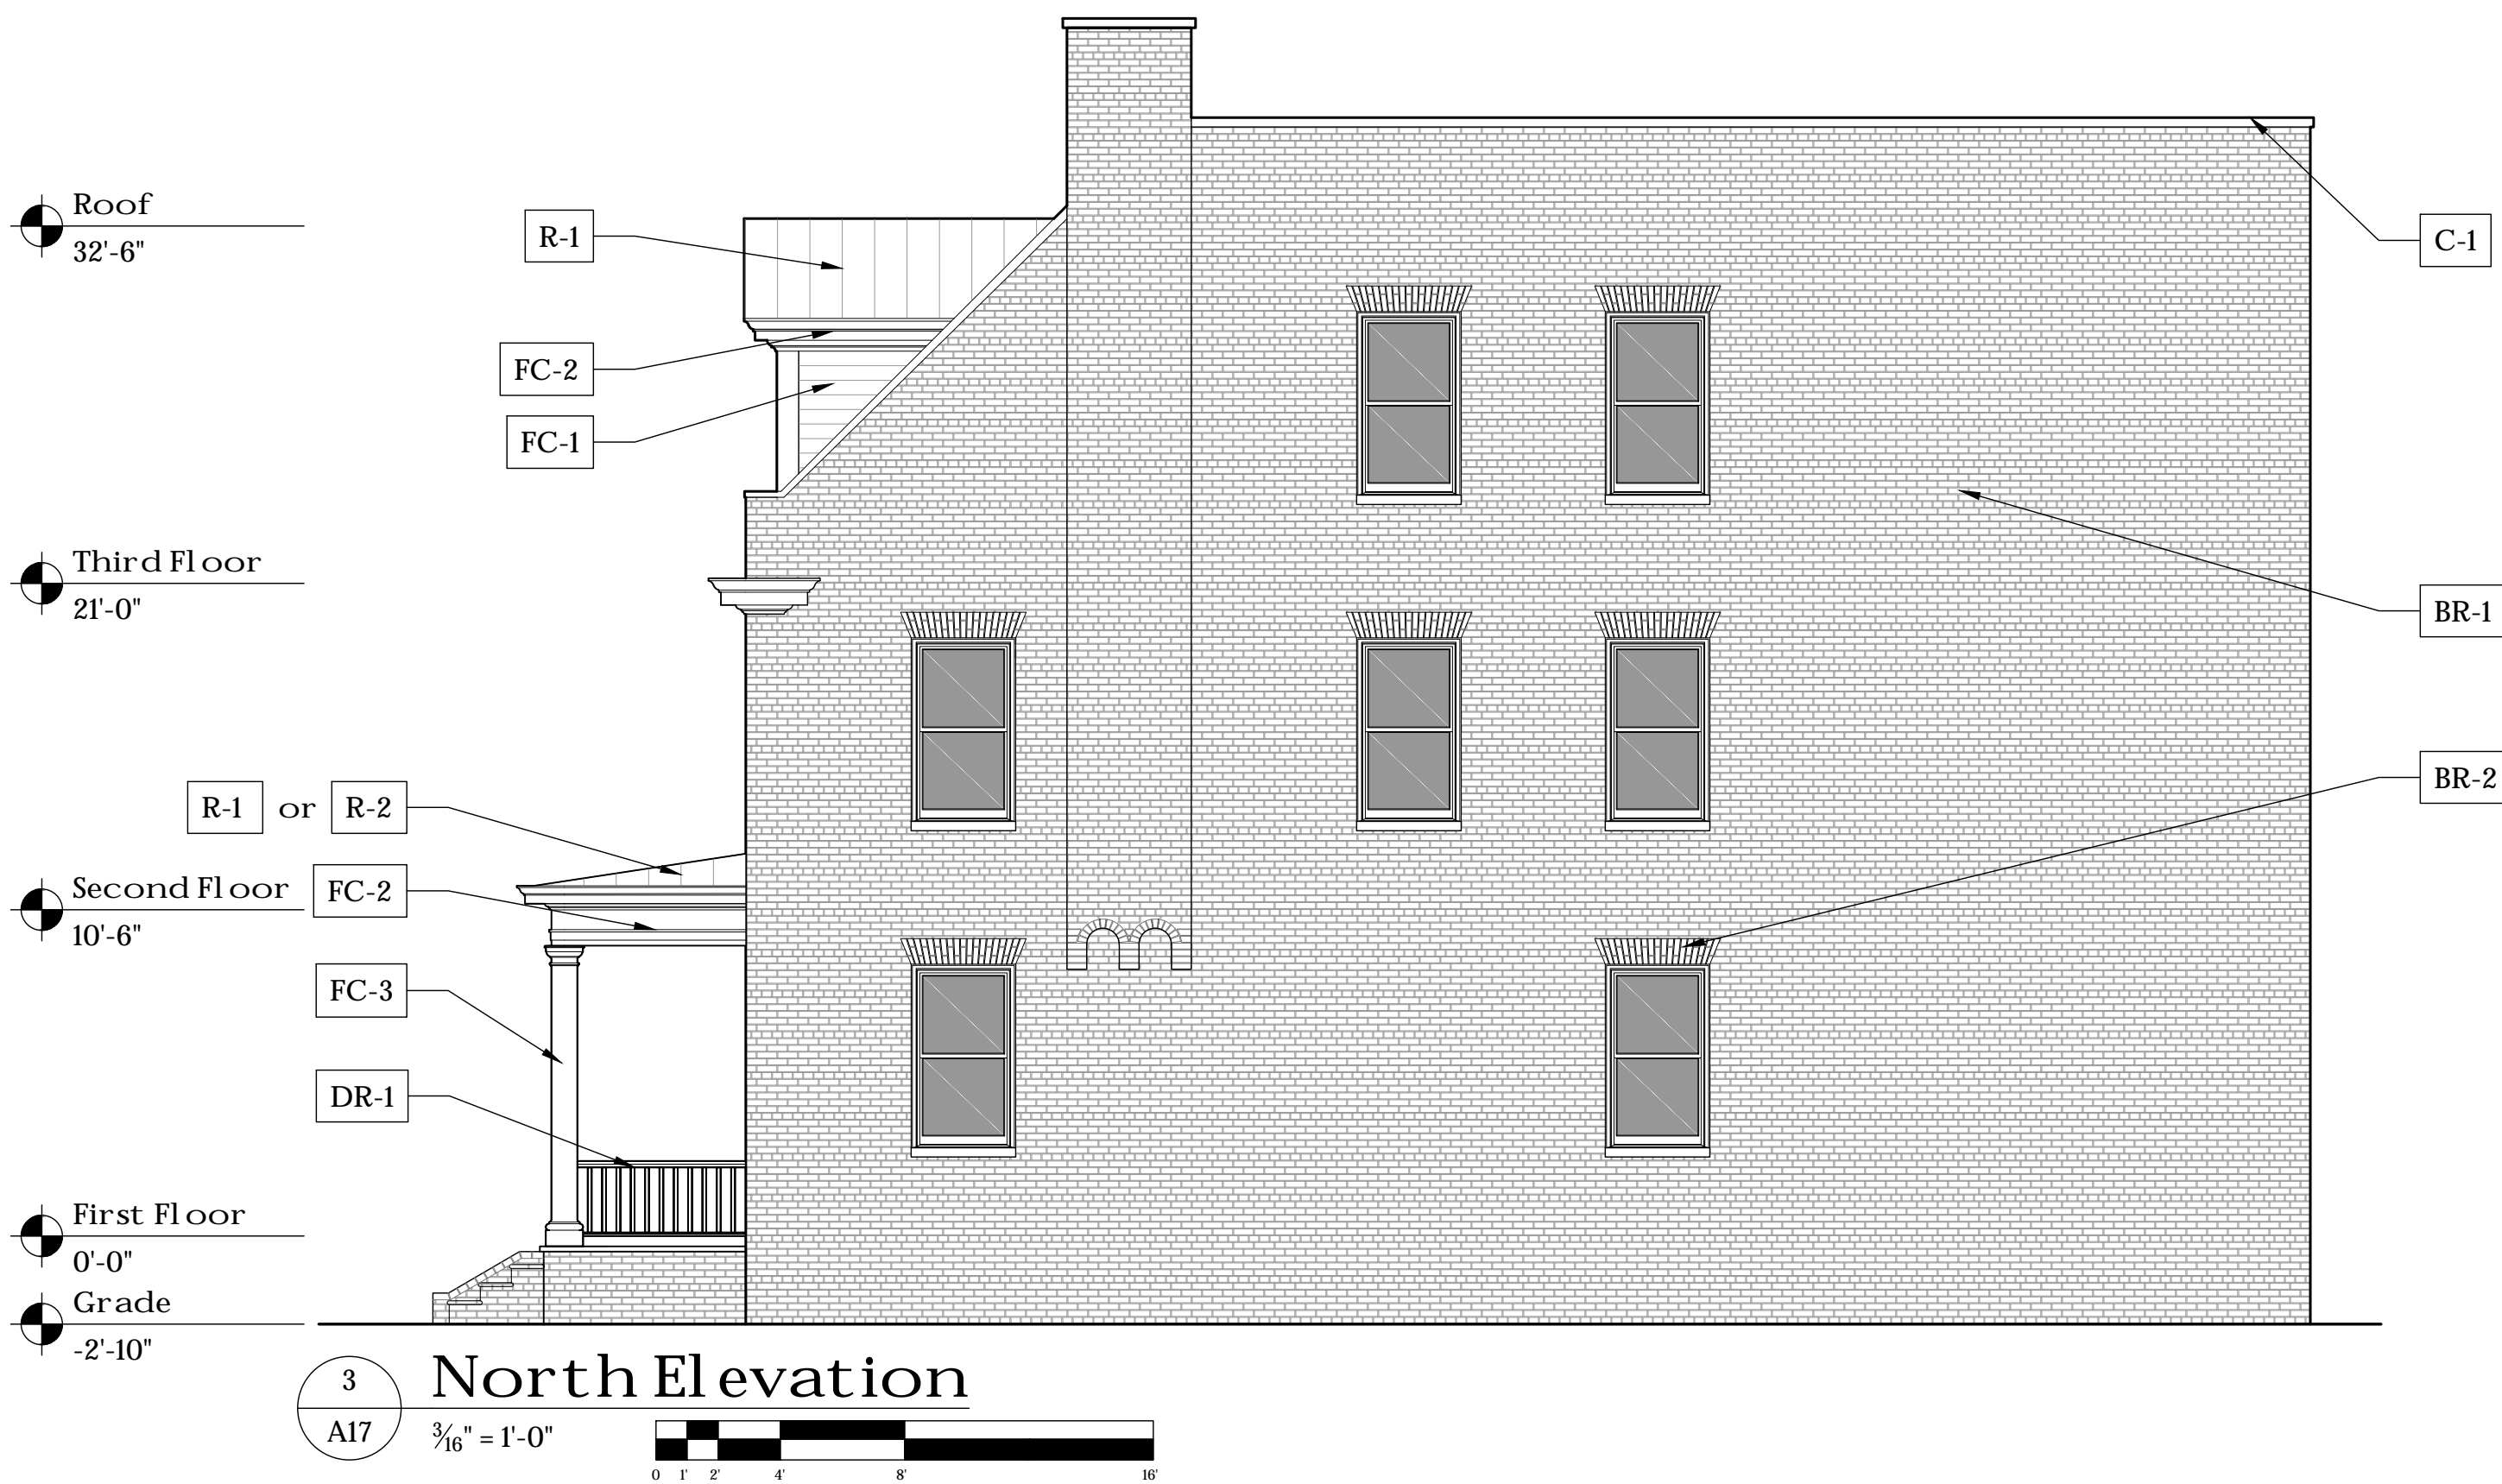 Roof
32'-6"
R-1
C-1
FC-2
FC-1
Third Floor
21'-0"
BR-1
BR-2
R-1 or R-2
Second Floor
10'-6"
FC-2
FC-3
DR-1
First Floor
0'-0"
Grade
-2'-10"
3
A17
North Elevation
3/16" = 1'-0"
0 1' 2' 4' 8' 16'